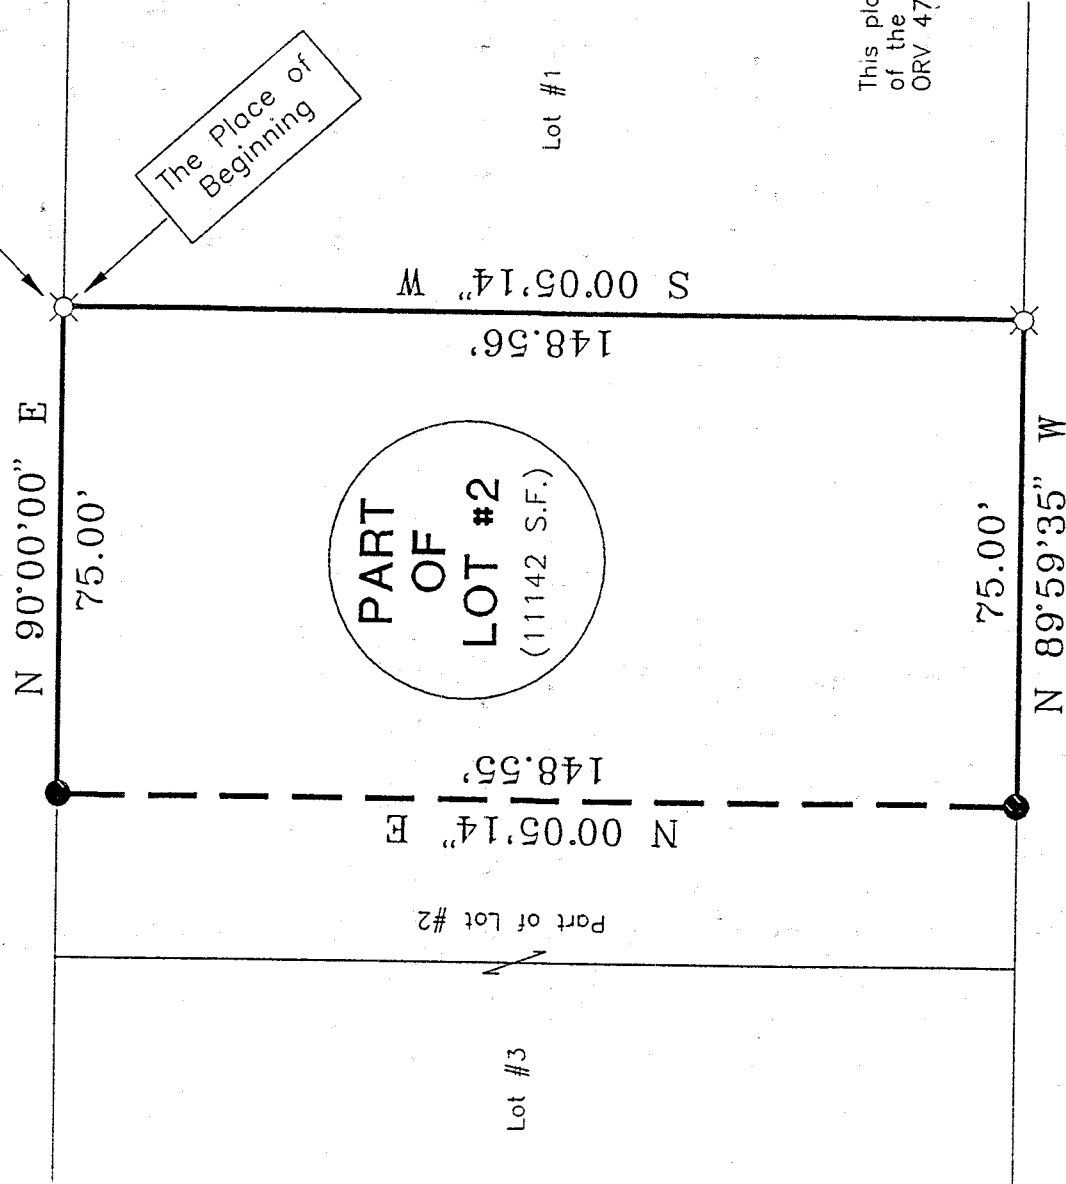 This plo
of the
ORV 47
Lot #1
The Place of
Beginning
S 00°05'14" W
148.56'
N 90°00'00" E
75.00'
PART
OF
LOT #2
(11142 S.F.)
75.00'
N 89°59'35" W
148.55'
N 00°05'14" E
Part of Lot #2
Lot #3